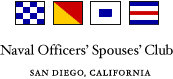 Naval Officers' Spouses' Club
SAN DIEGO, CALIFORNIA